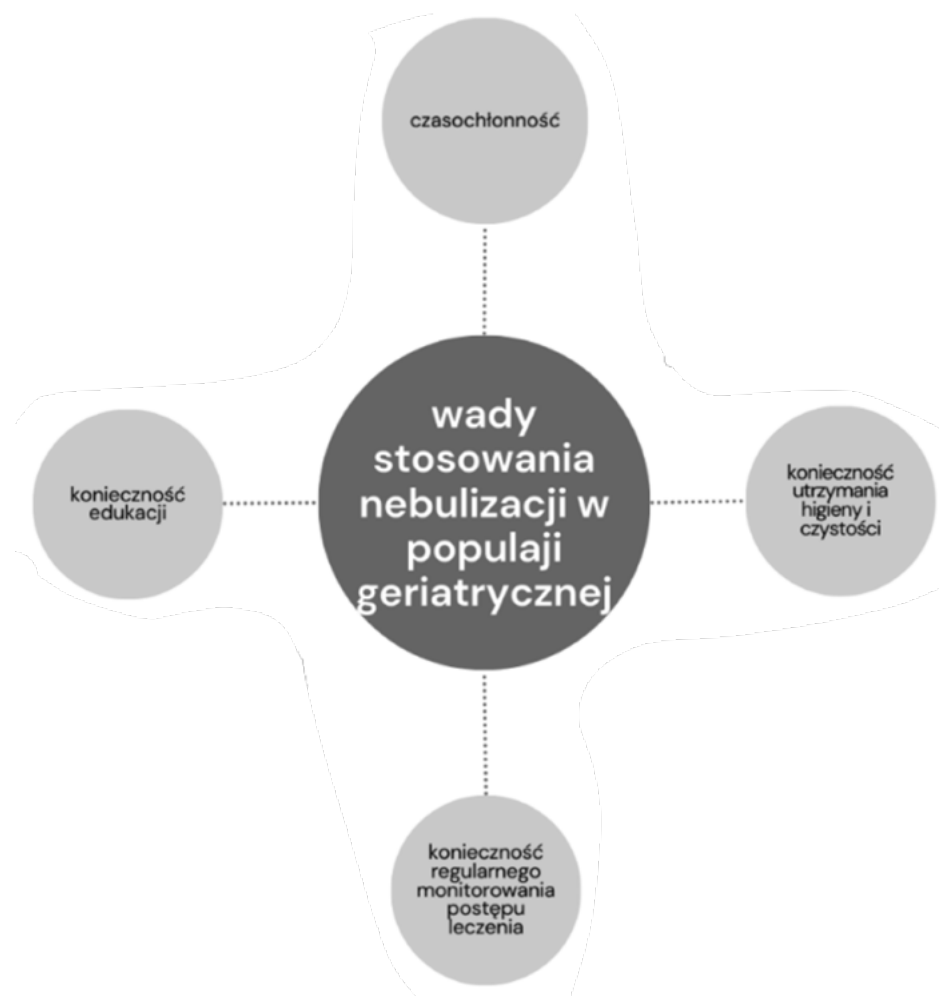 czasochłonność
wady
stosowania
nebulizacji w
populaji
geriatrycznej
konieczność
edukacji
konieczność
utrzymania
higieny i
czystości
konieczność
regularnego
monitorowania
postępu
leczenia